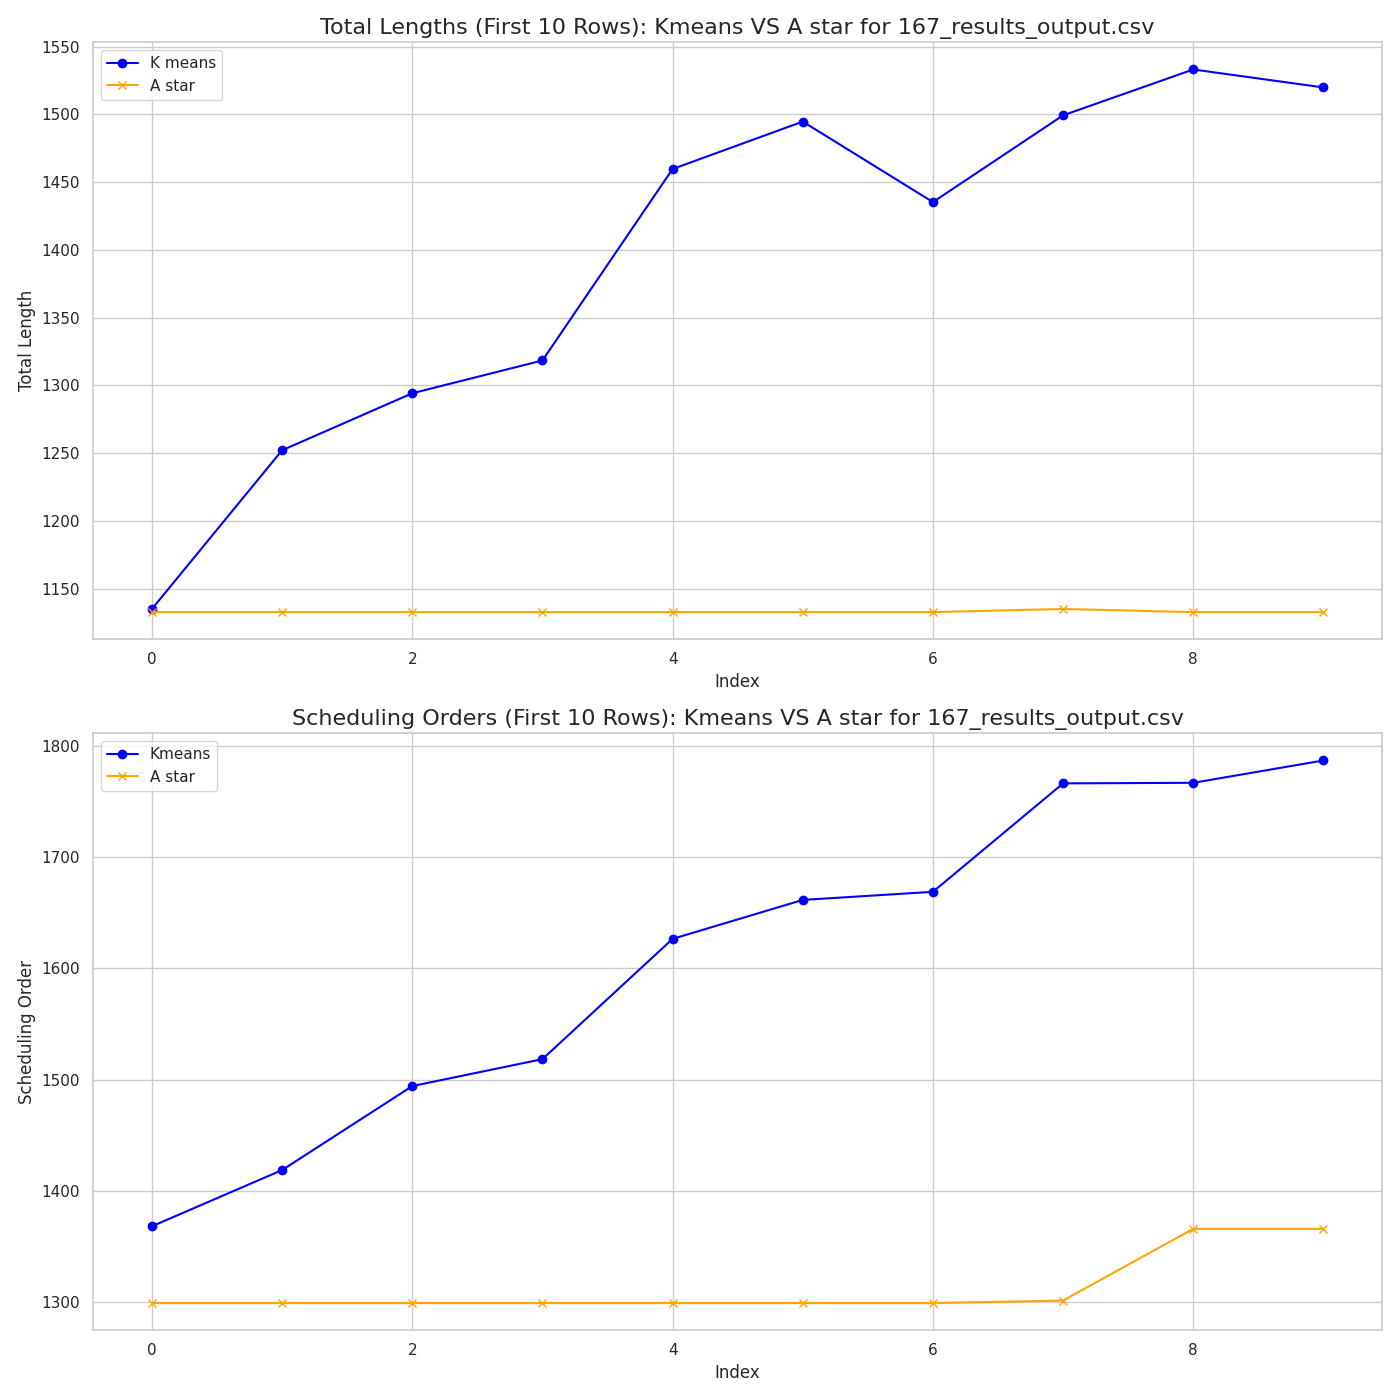 Total Lengths (First 10 Rows): Kmeans VS A star for 167_results_output.csv
K means
A star
1550
1500
1450
1400
1350
1300
1250
1200
1150
Total Length
0 2 4 6 8
Index
Scheduling Orders (First 10 Rows): Kmeans VS A star for 167_results_output.csv
Kmeans
A star
1800
1700
1600
1500
1400
1300
Scheduling Order
0 2 4 6 8
Index